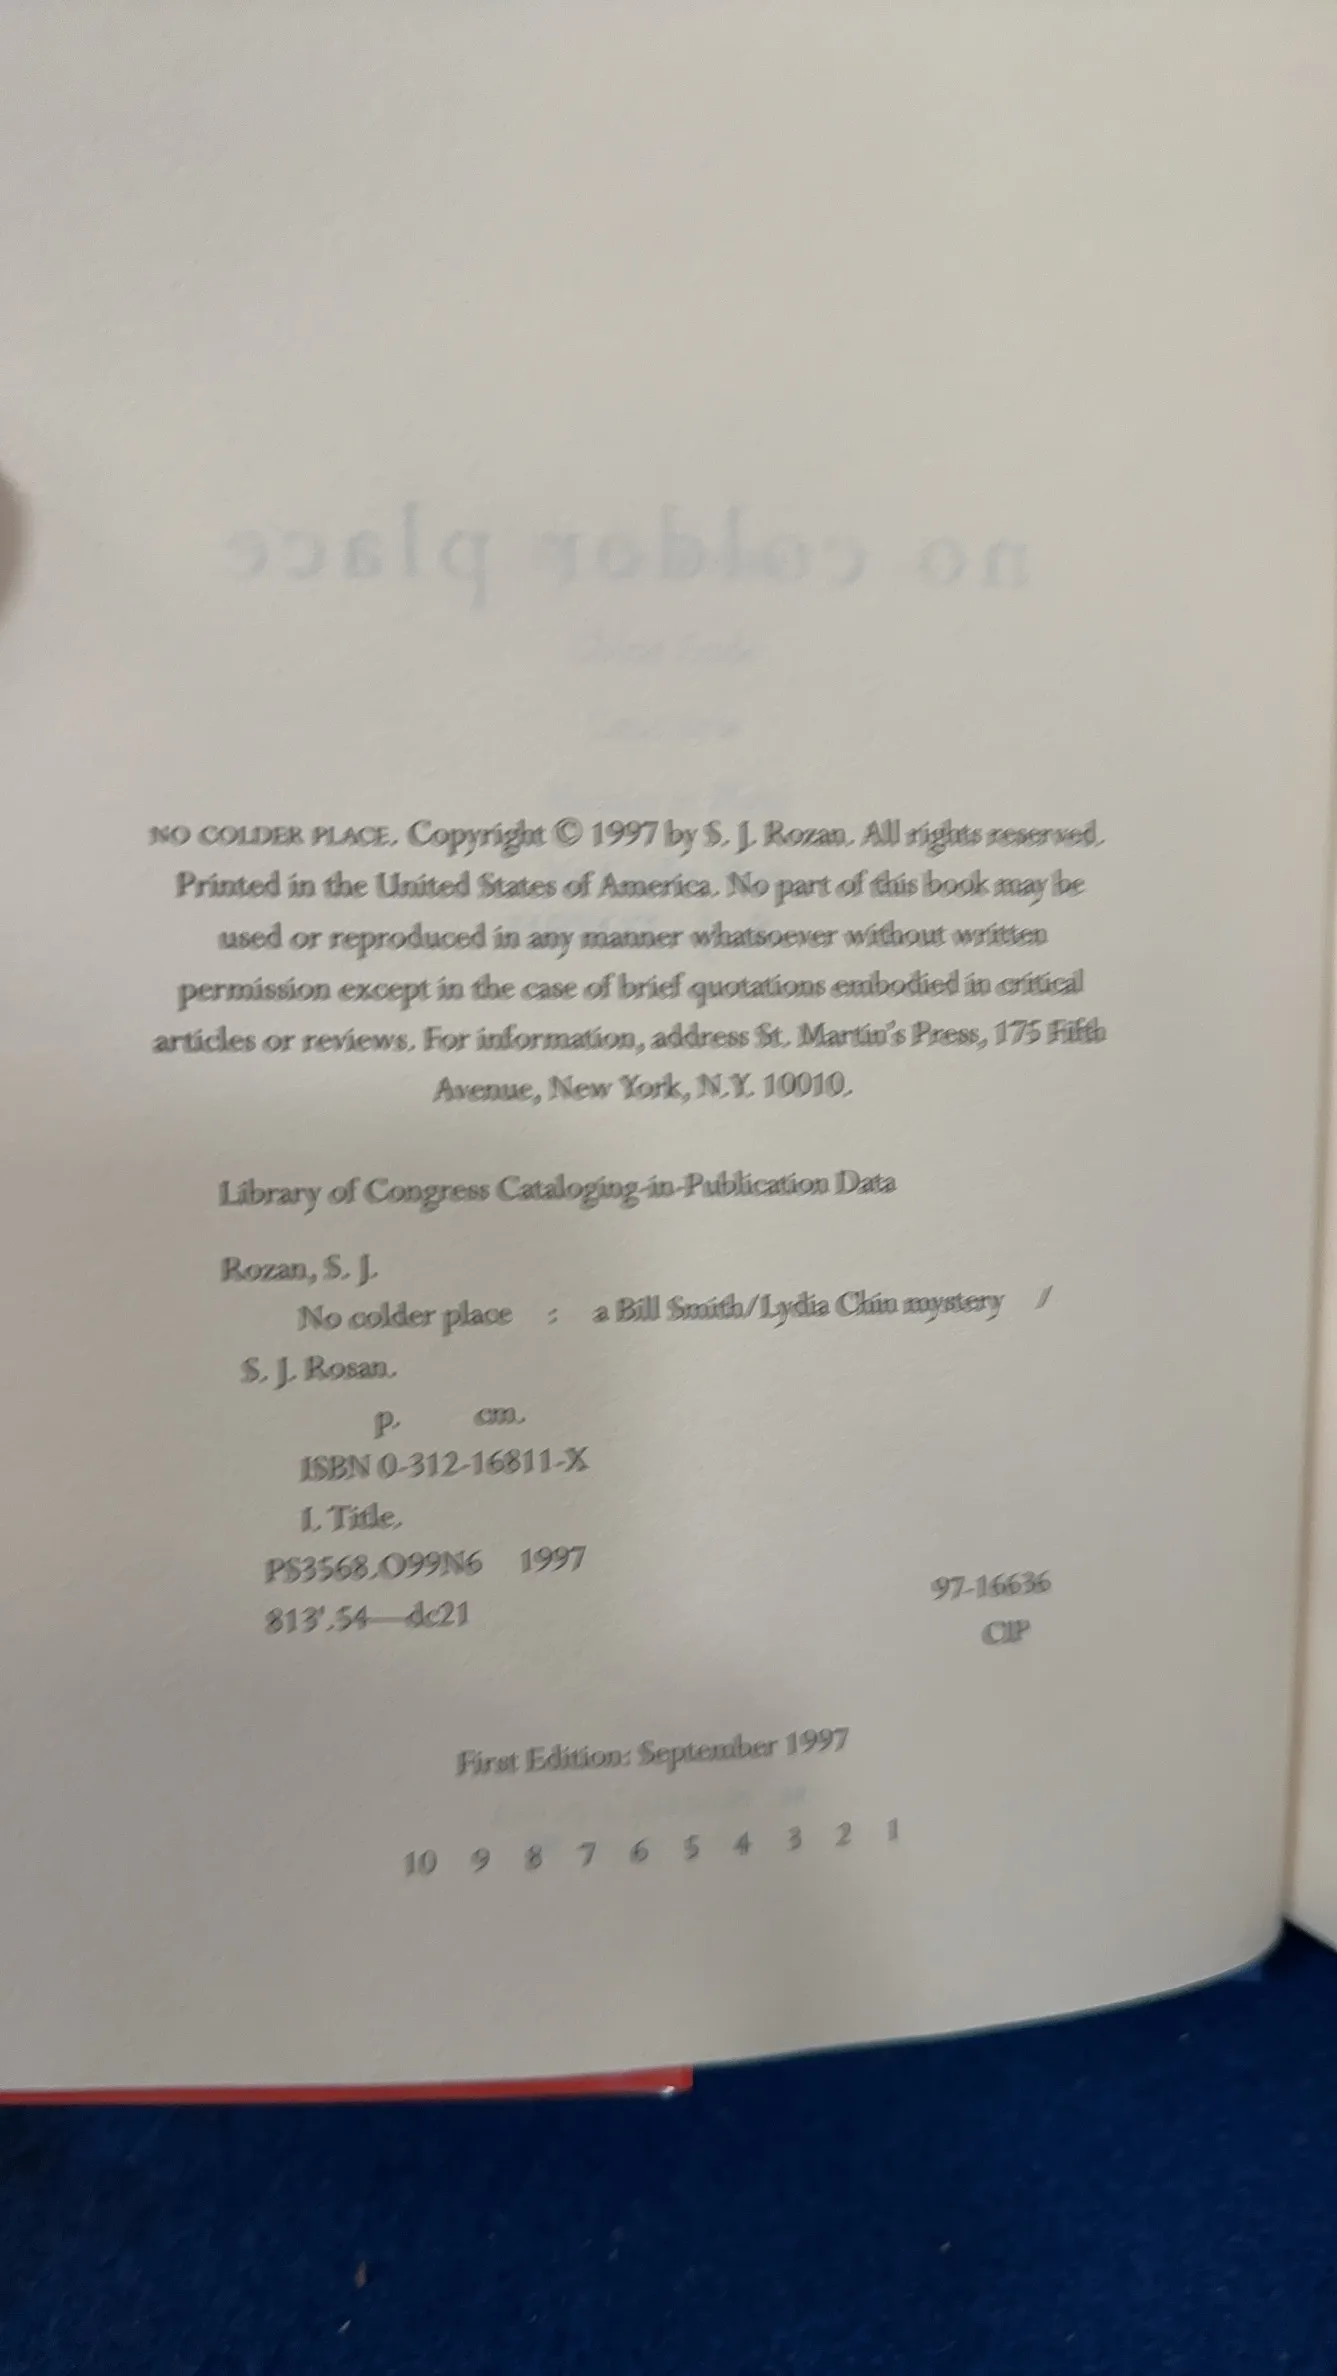 no colder place
NO COLDER PLACE. Copyright © 1997 by S. J. Rozan. All rights reserved.
Printed in the United States of America. No part of this book may be
used or reproduced in any manner whatsoever without written
permission except in the case of brief quotations embodied in critical
articles or reviews. For information, address St. Martin's Press, 175 Fifth
Avenue, New York, N.Y. 10010.
Library of Congress Cataloging-in-Publication Data
Rozan, S. J.
No colder place : a Bill Smith/Lydia Chin mystery /
S. J. Rosan.
p. cm.
ISBN 0-312-16811-X
I. Title.
PS3568.O99N6 1997
97-16636
813'.54—dc21
CIP
First Edition: September 1997
10 9 8 7 6 5 4 3 2 1